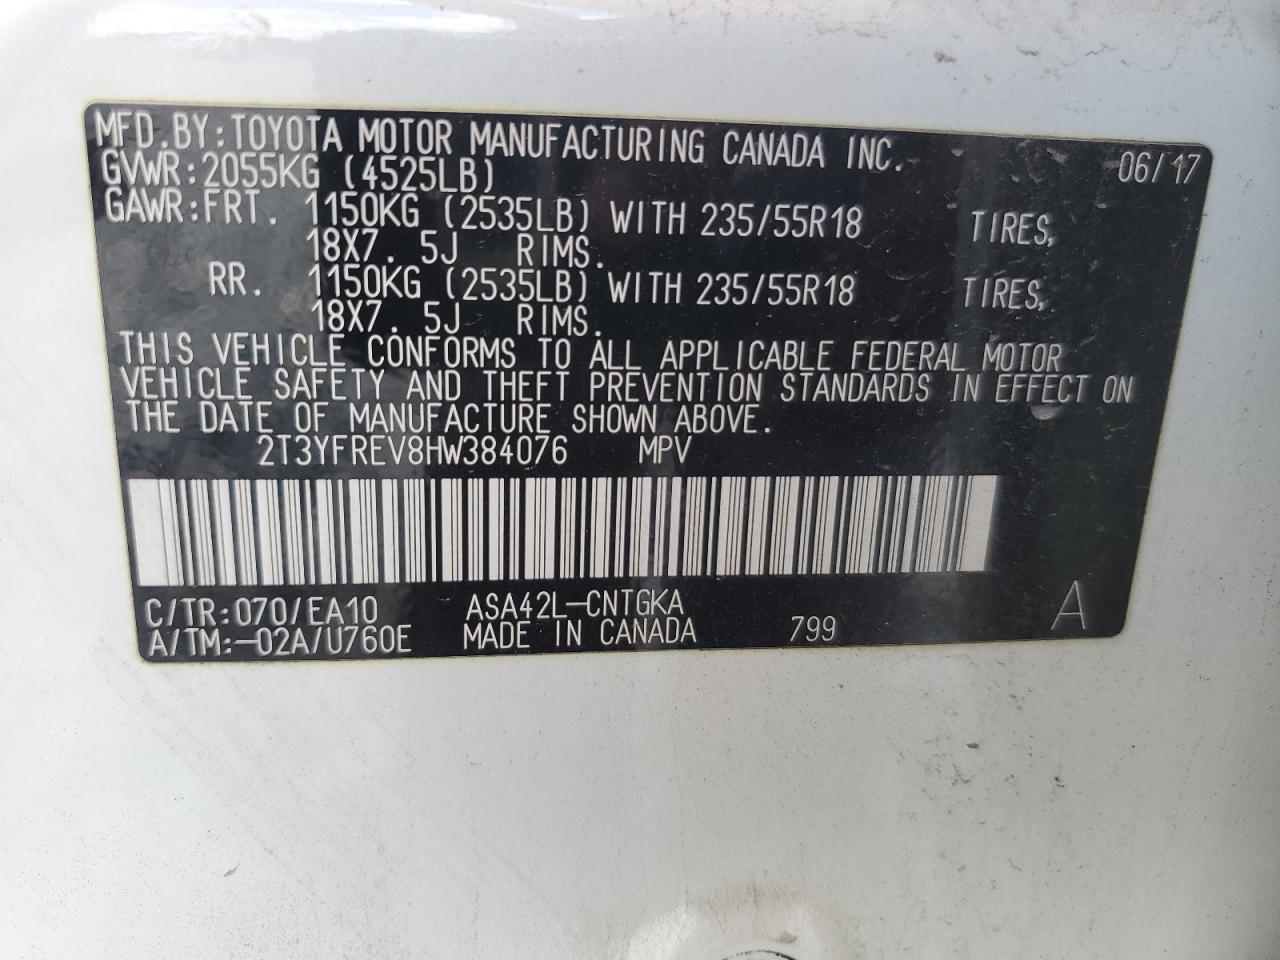 MFD.BY:TOYOTA MOTOR MANUFACTURING CANADA INC. 06/17
GVWR:2055KG (4525LB)
GAWR:FRT. 1150KG (2535LB) WITH 235/55R18 TIRES,
18X7. 5J RIMS.
RR. 1150KG (2535LB) WITH 235/55R18 TIRES,
18X7. 5J RIMS.
THIS VEHICLE CONFORMS TO ALL APPLICABLE FEDERAL MOTOR
VEHICLE SAFETY AND THEFT PREVENTION STANDARDS IN EFFECT ON
THE DATE OF MANUFACTURE SHOWN ABOVE.
2T3YFREV8HW384076 MPV
C/TR:070/EA10 ASA42L-CNTGKA A
A/TM:-02A/U760E MADE IN CANADA 799